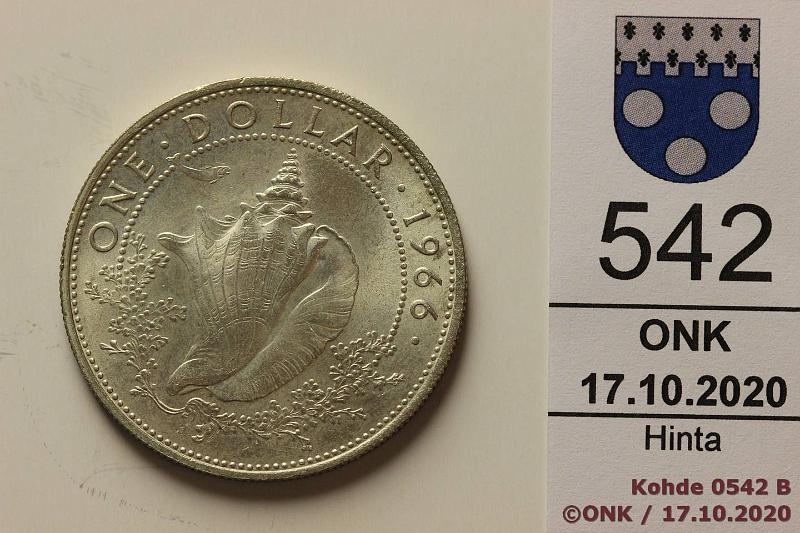 ONE · DOLLAR · 1966 ·
542
ONK
17.10.2020
Hinta
Kohde 0542 B
©ONK / 17.10.2020